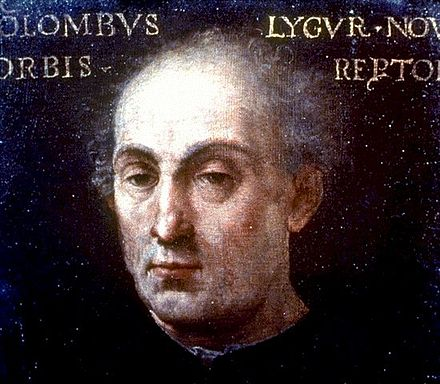 OLOMBVS LYGVR · NOV
ORBIS - REPTO